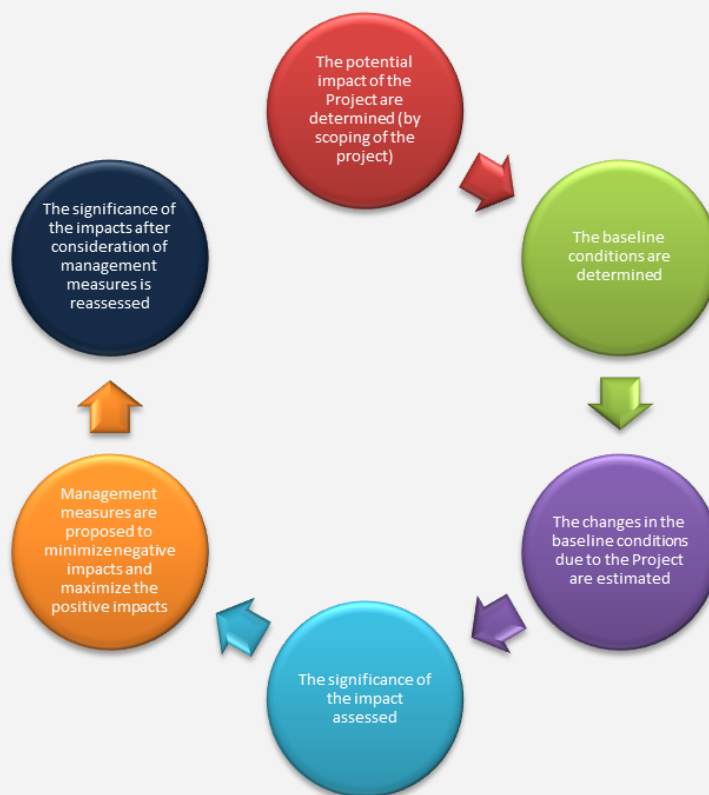 The potential
impact of the
Project are
determined (by
scoping of the
project)
The baseline
conditions are
determined
The changes in the
baseline conditions
due to the Project
are estimated
The significance of
the impact
assessed
Management
measures are
proposed to
minimize negative
impacts and
maximize the
positive impacts
The significance of
the impacts after
consideration of
management
measures is
reassessed